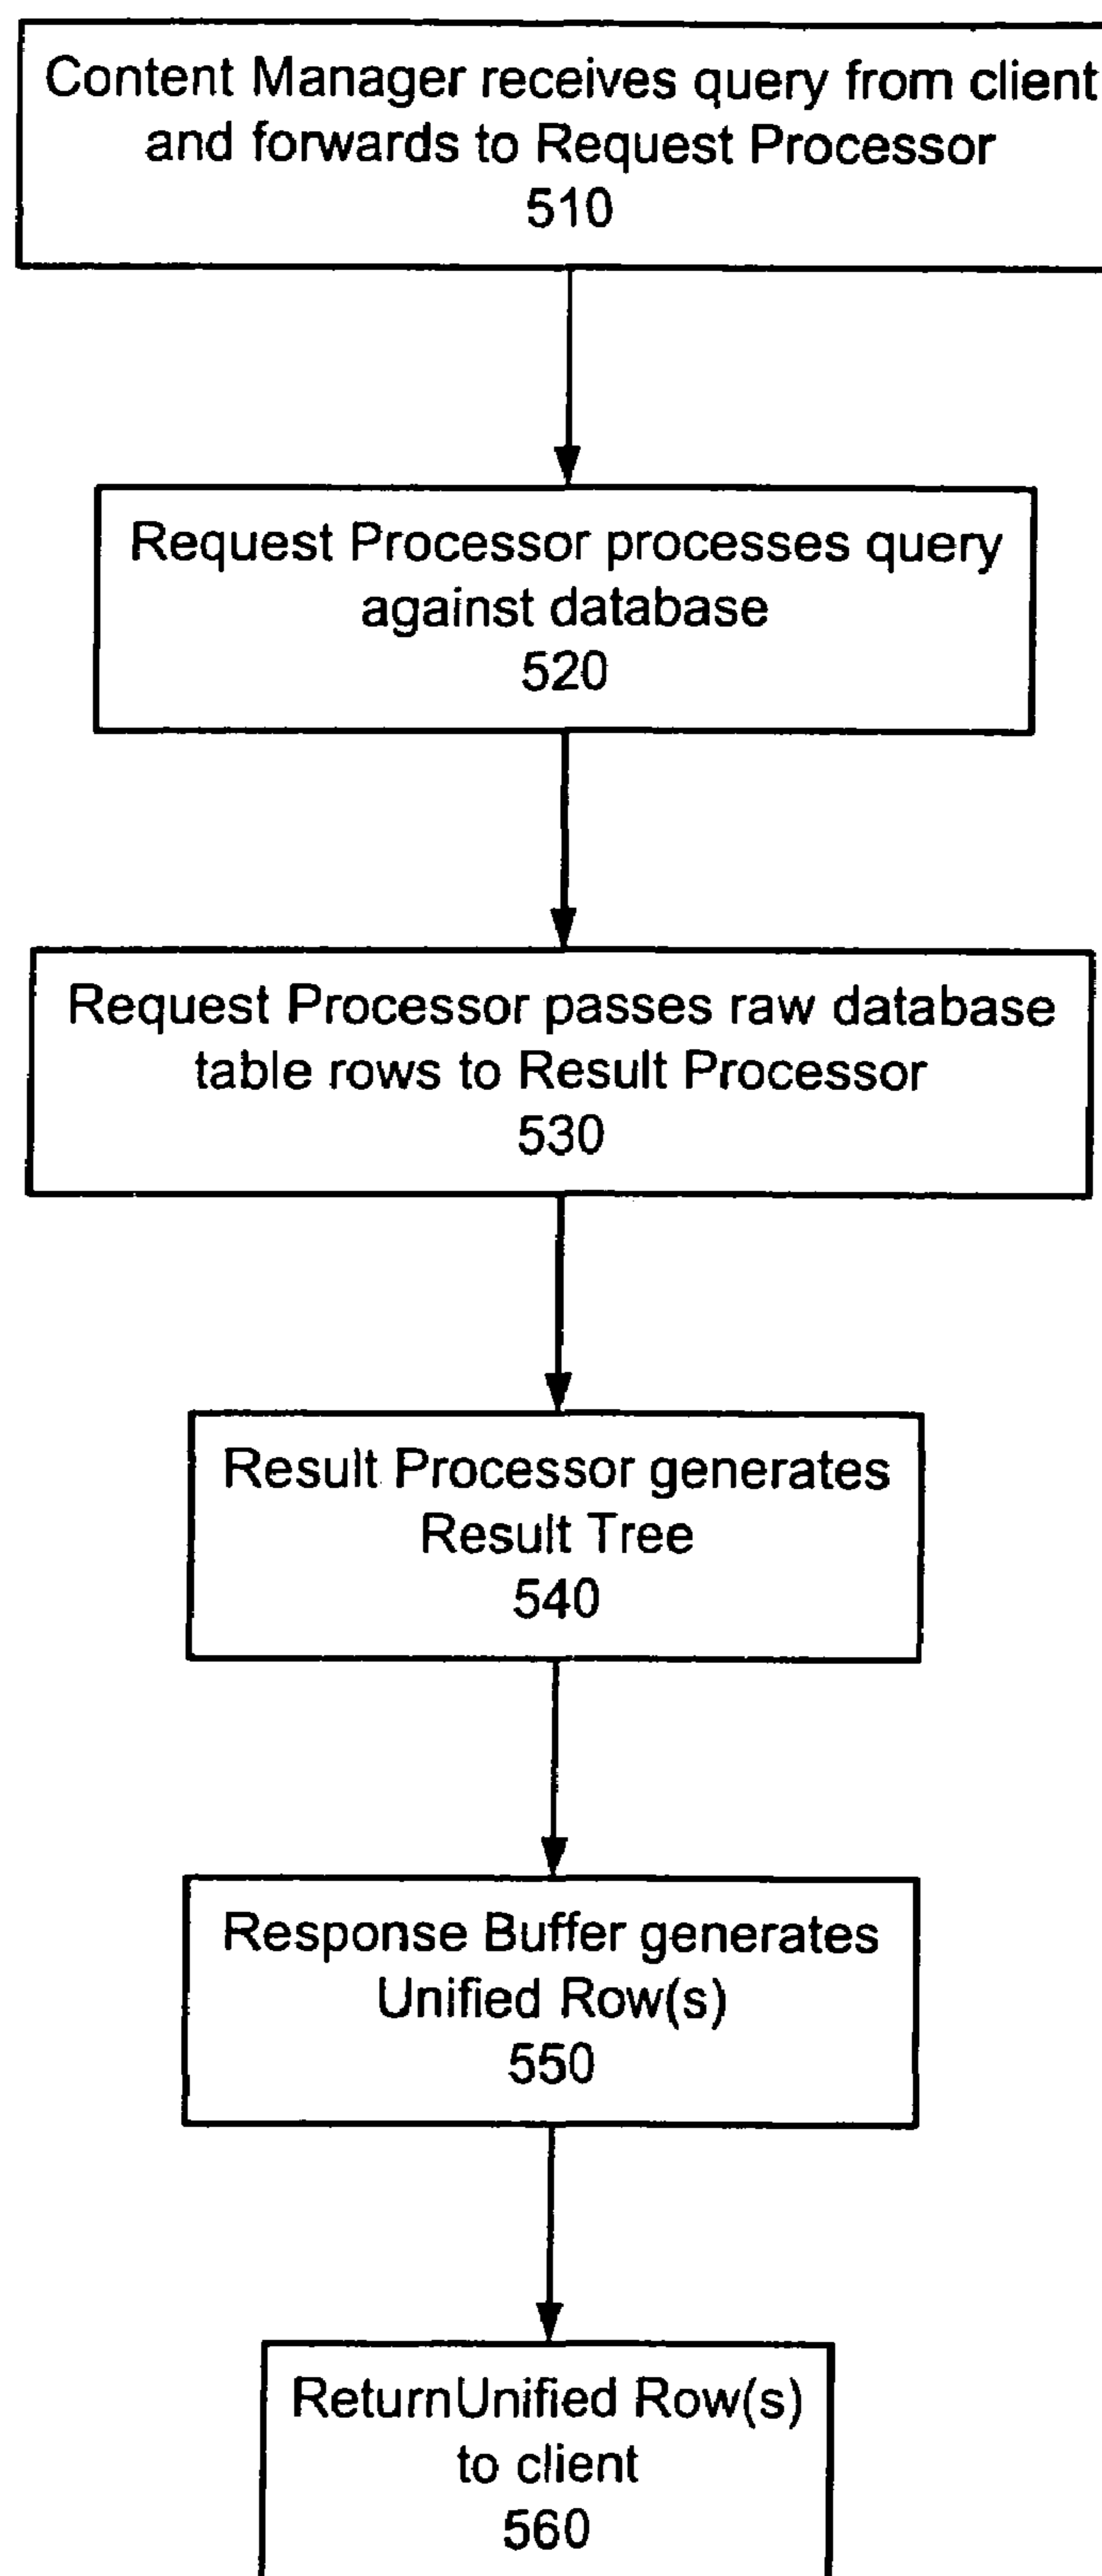 Content Manager receives query from client
and forwards to Request Processor
510
Request Processor processes query
against database
520
Request Processor passes raw database
table rows to Result Processor
530
Result Processor generates
Result Tree
540
Response Buffer generates
Unified Row(s)
550
ReturnUnified Row(s)
to client
560